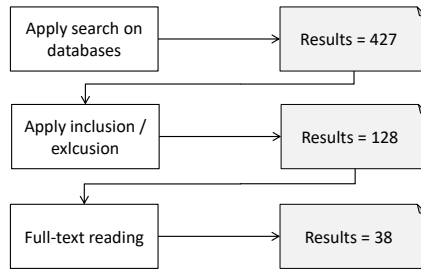 Apply search on
databases
Results = 427
Apply inclusion /
exlcusion
Results = 128
Full-text reading
Results = 38